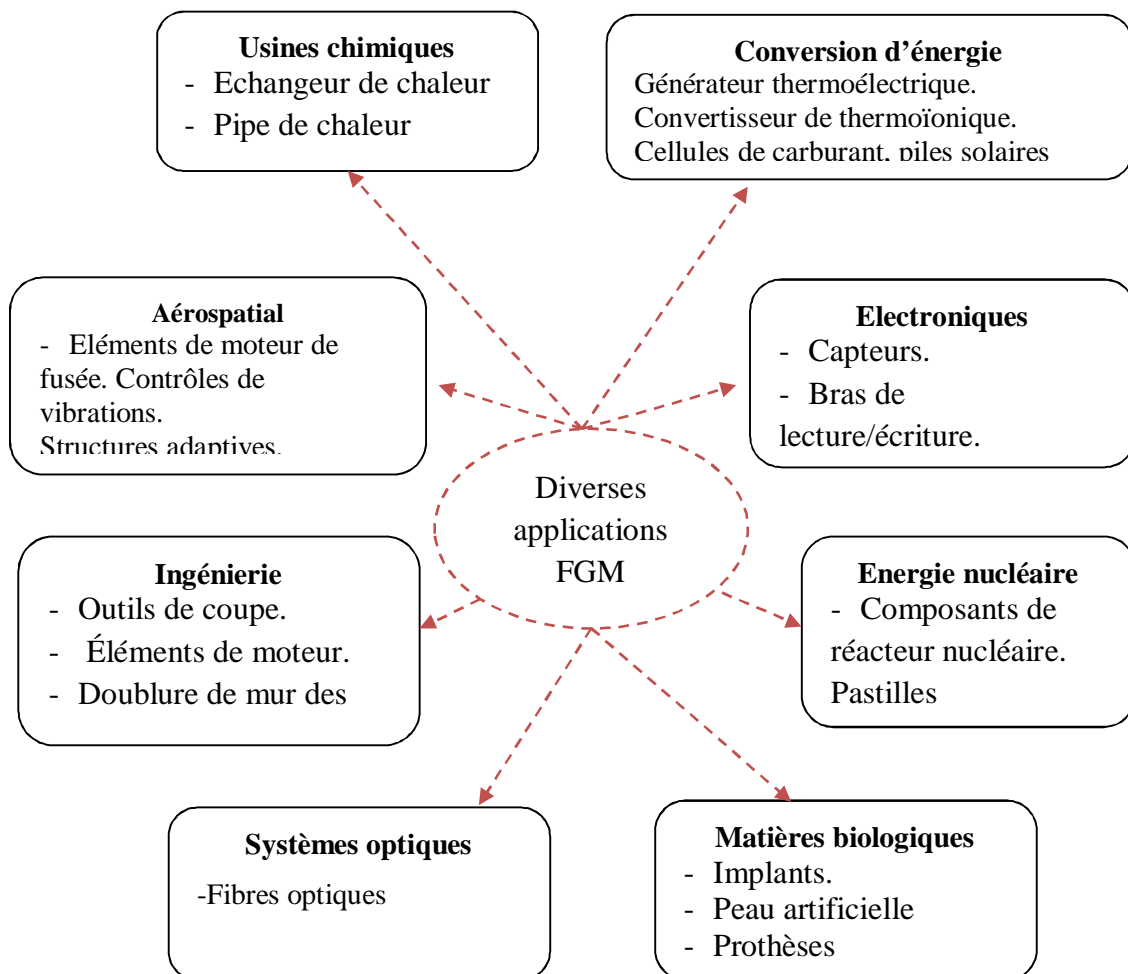 Usines chimiques
- Echangeur de chaleur
- Pipe de chaleur
Conversion d’énergie
Générateur thermoélectrique.
Convertisseur de thermoïonique.
Cellules de carburant, piles solaires
Aérospatial
- Eléments de moteur de
fusée. Contrôles de
vibrations.
Structures adaptives.
Electroniques
- Capteurs.
- Bras de
lecture/écriture.
Diverses
applications
FGM
Ingénierie
- Outils de coupe.
- Éléments de moteur.
- Doublure de mur des
Energie nucléaire
- Composants de
réacteur nucléaire.
Pastilles
Systèmes optiques
-Fibres optiques
Matières biologiques
- Implants.
- Peau artificielle
- Prothèses